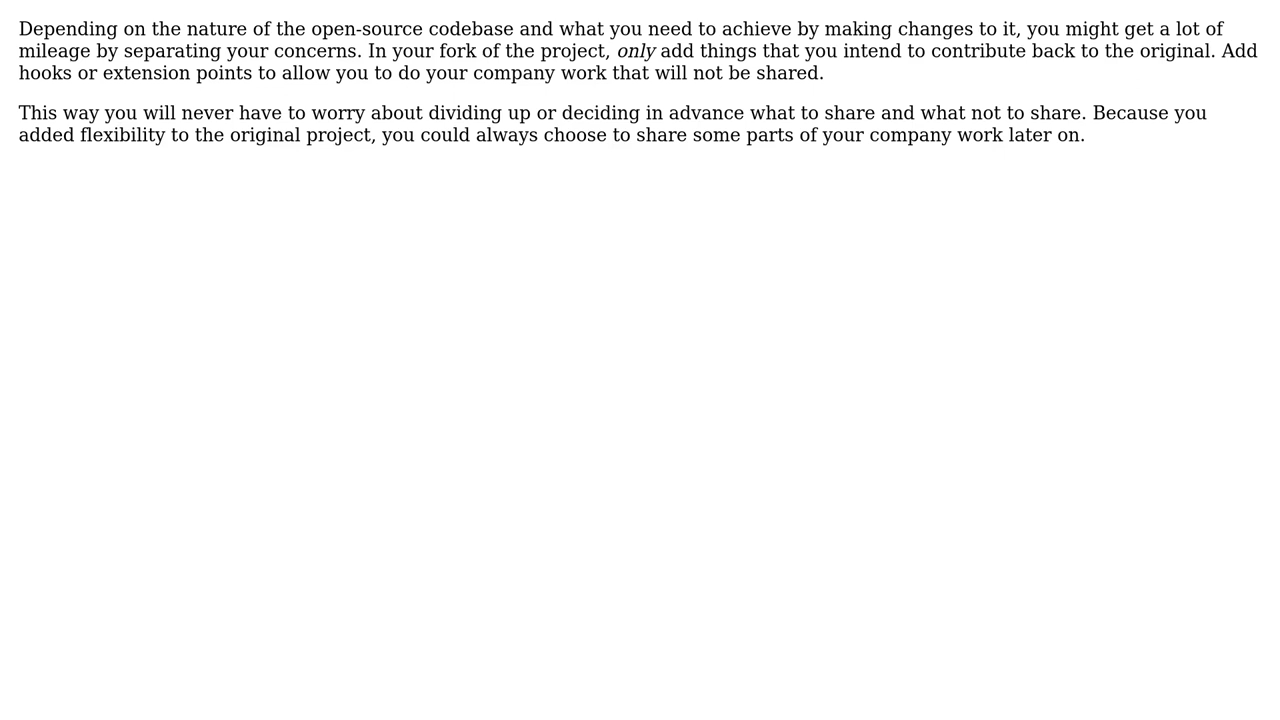 Depending on the nature of the open-source codebase and what you need to achieve by making changes to it, you might get a lot of
mileage by separating your concerns. In your fork of the project, only add things that you intend to contribute back to the original. Add
hooks or extension points to allow you to do your company work that will not be shared.
This way you will never have to worry about dividing up or deciding in advance what to share and what not to share. Because you
added flexibility to the original project, you could always choose to share some parts of your company work later on.